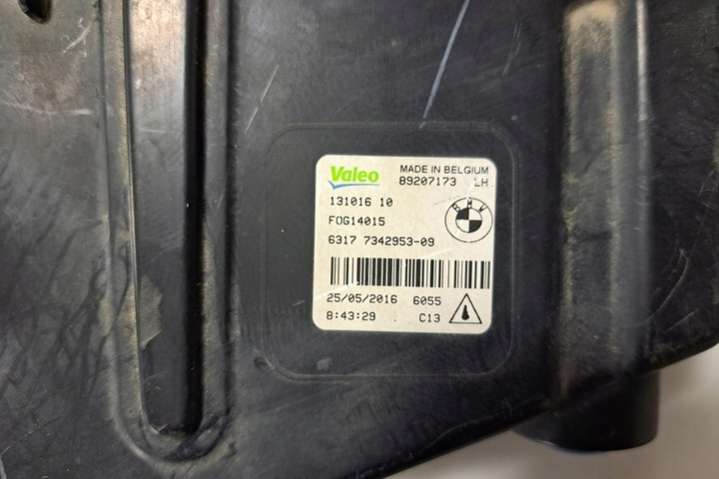 Valeo MADE IN BELGIUM
89207173 LH
131016 10
BMW
FOG14015
6317 7342953-09
25/05/2016 6055
8:43:29 C13